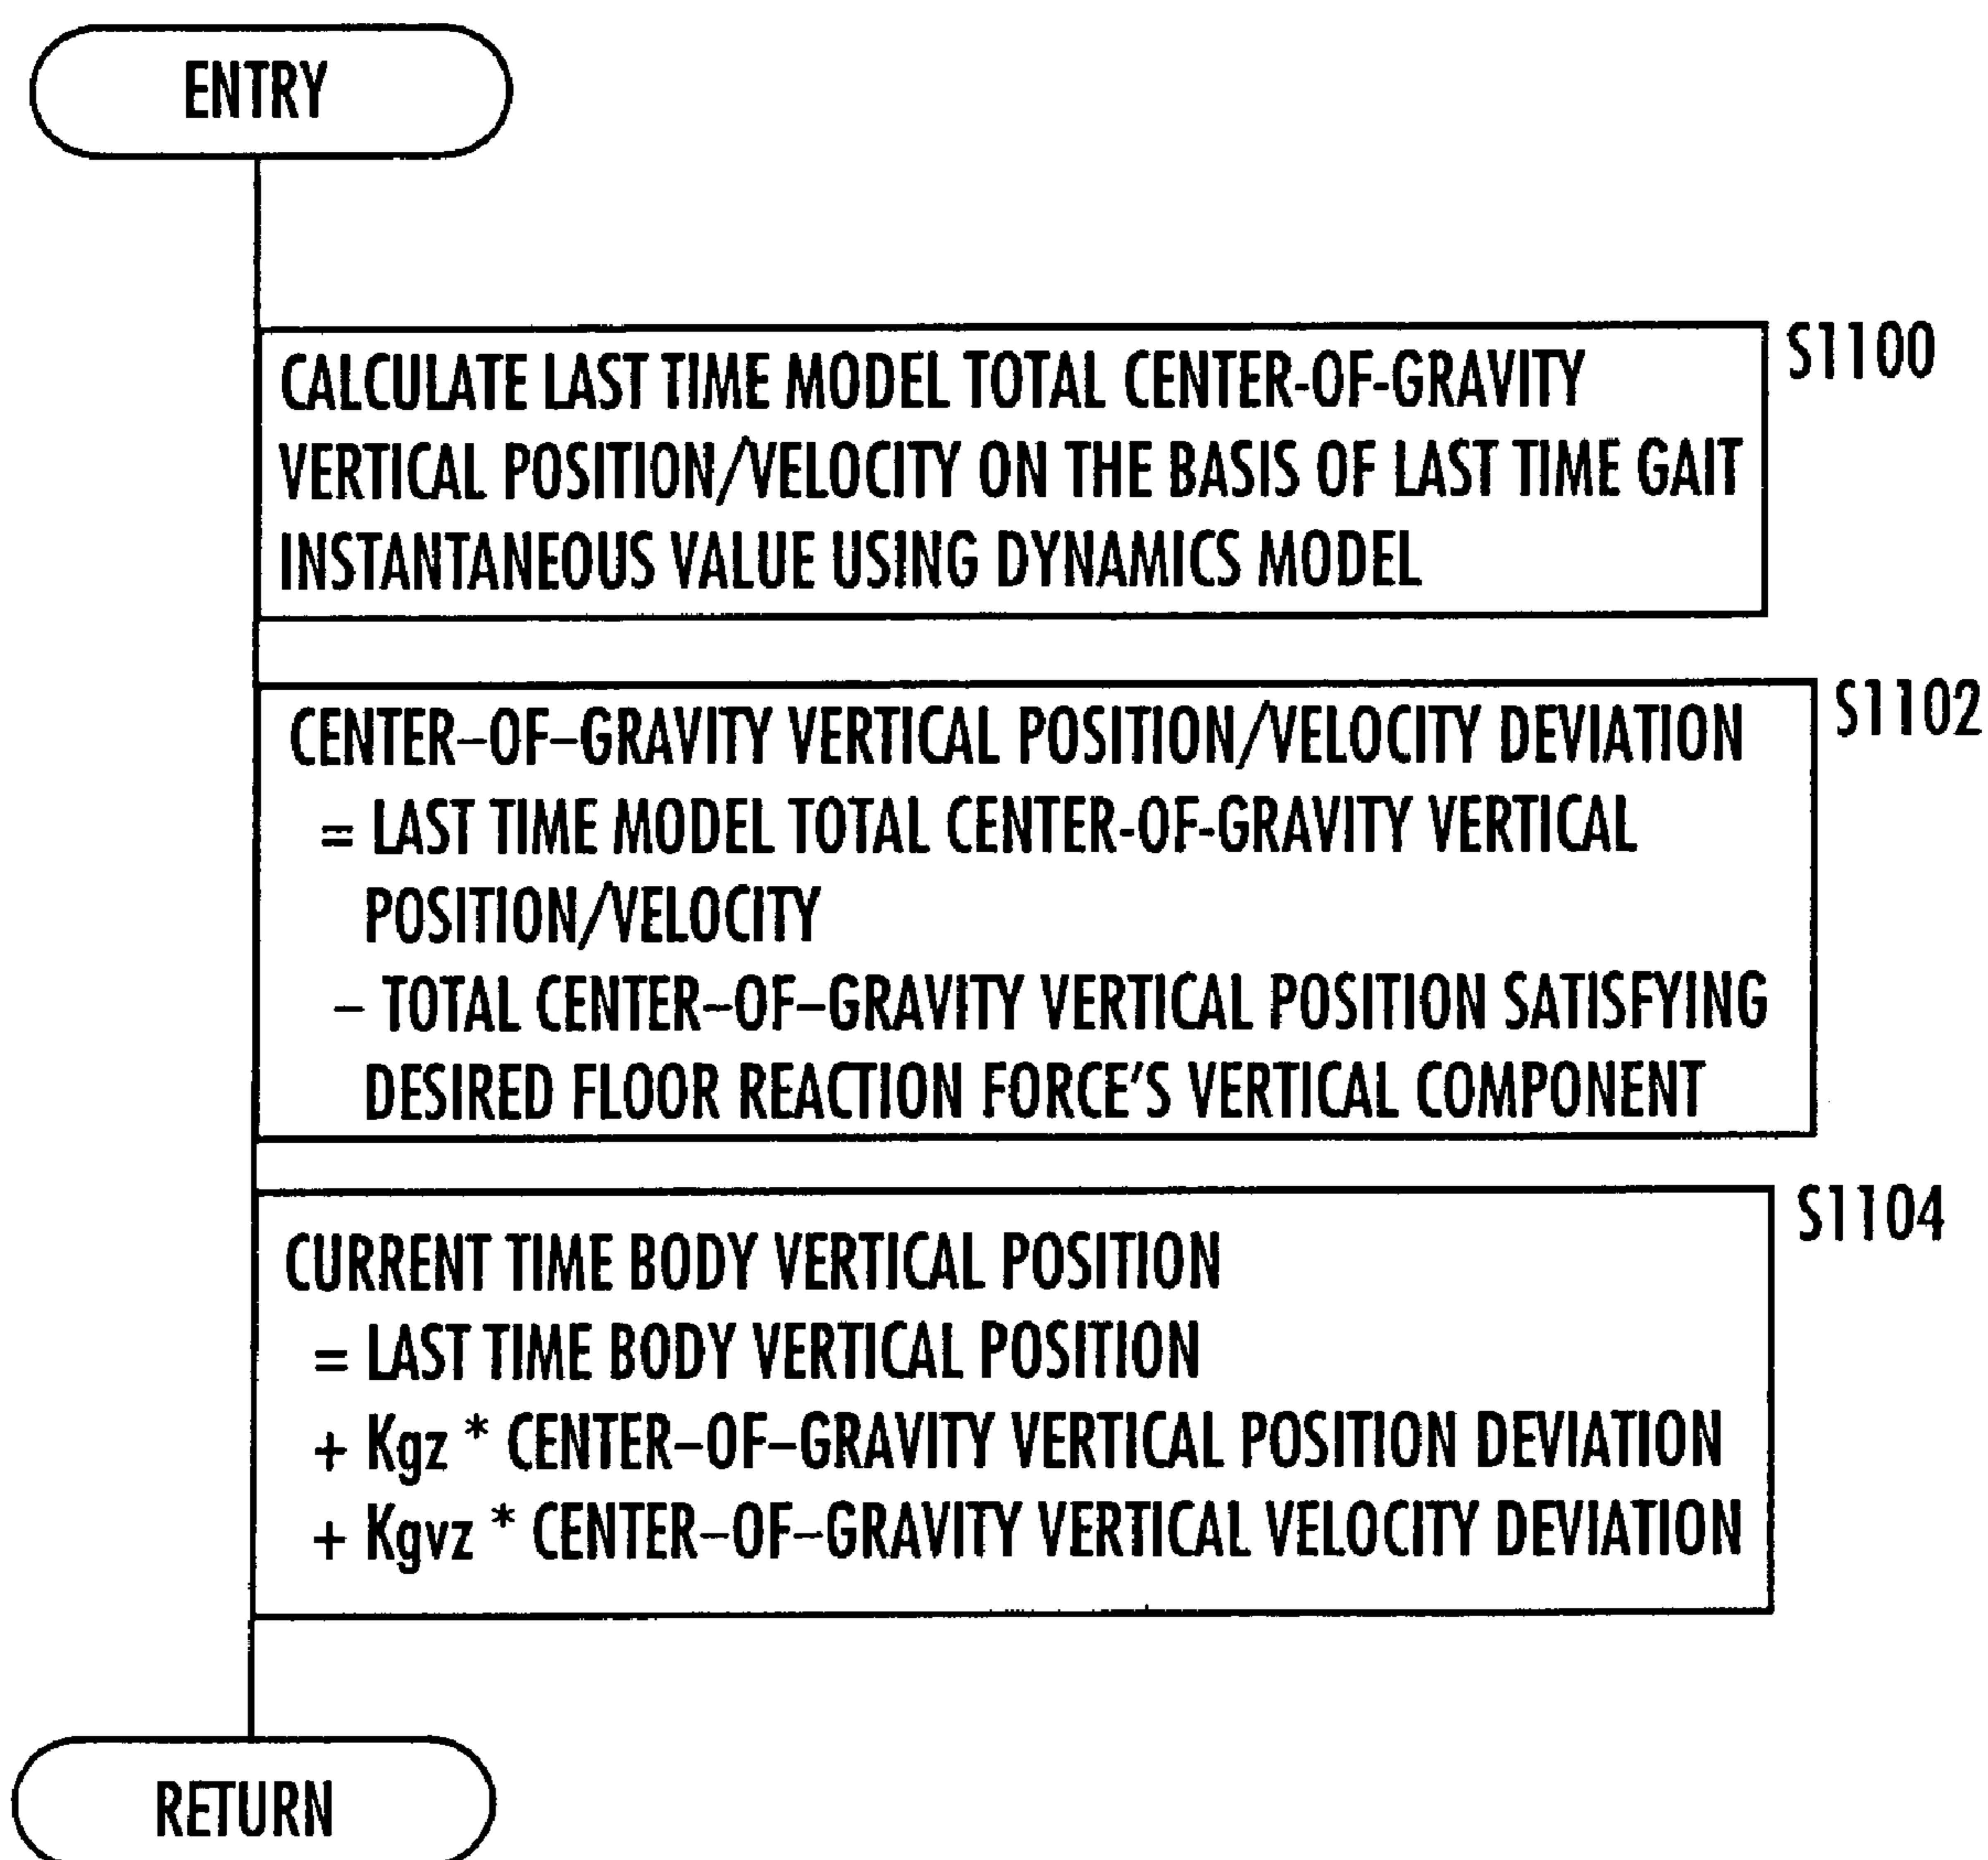 ENTRY
S1100
CALCULATE LAST TIME MODEL TOTAL CENTER-OF-GRAVITY
VERTICAL POSITION/VELOCITY ON THE BASIS OF LAST TIME GAIT
INSTANTANEOUS VALUE USING DYNAMICS MODEL
S1102
CENTER-OF-GRAVITY VERTICAL POSITION/VELOCITY DEVIATION
= LAST TIME MODEL TOTAL CENTER-OF-GRAVITY VERTICAL
POSITION/VELOCITY
- TOTAL CENTER-OF-GRAVITY VERTICAL POSITION SATISFYING
DESIRED FLOOR REACTION FORCE'S VERTICAL COMPONENT
S1104
CURRENT TIME BODY VERTICAL POSITION
= LAST TIME BODY VERTICAL POSITION
+ Kgz * CENTER-OF-GRAVITY VERTICAL POSITION DEVIATION
+ Kgvz * CENTER-OF-GRAVITY VERTICAL VELOCITY DEVIATION
RETURN